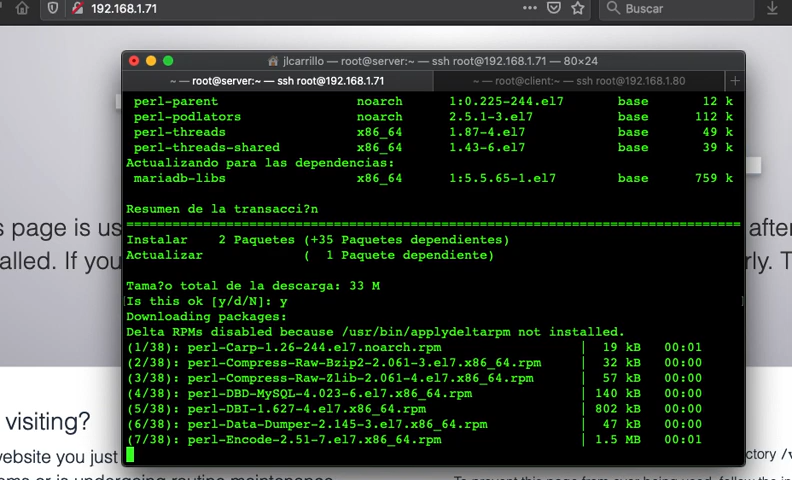 192.168.1.71
Buscar
jlcarrillo — root@server:~ — ssh root@192.168.1.71 — 80×24
~ — root@server:~ — ssh root@192.168.1.71
~ — root@client:~ — ssh root@192.168.1.80
perl-parent noarch 1:0.225-244.el7 base 12 k
perl-podlators noarch 2.5.1-3.el7 base 112 k
perl-threads x86_64 1.87-4.el7 base 49 k
perl-threads-shared x86_64 1.43-6.el7 base 39 k
Actualizando para las dependencias:
mariadb-libs x86_64 1:5.5.65-1.el7 base 759 k
Resumen de la transacci?n
================================================================================
Instalar 2 Paquetes (+35 Paquetes dependientes)
Actualizar ( 1 Paquete dependiente)
Tama?o total de la descarga: 33 M
Is this ok [y/d/N]: y
Downloading packages:
Delta RPMs disabled because /usr/bin/applydeltarpm not installed.
(1/38): perl-Carp-1.26-244.el7.noarch.rpm | 19 kB 00:01
(2/38): perl-Compress-Raw-Bzip2-2.061-3.el7.x86_64.rpm | 32 kB 00:00
(3/38): perl-Compress-Raw-Zlib-2.061-4.el7.x86_64.rpm | 57 kB 00:00
(4/38): perl-DBD-MySQL-4.023-6.el7.x86_64.rpm | 140 kB 00:00
(5/38): perl-DBI-1.627-4.el7.x86_64.rpm | 802 kB 00:00
(6/38): perl-Data-Dumper-2.145-3.el7.x86_64.rpm | 47 kB 00:00
(7/38): perl-Encode-2.51-7.el7.x86_64.rpm | 1.5 MB 00:01
s page is us
after
alled. If you
rly. T
visiting?
website you just
ctory /v